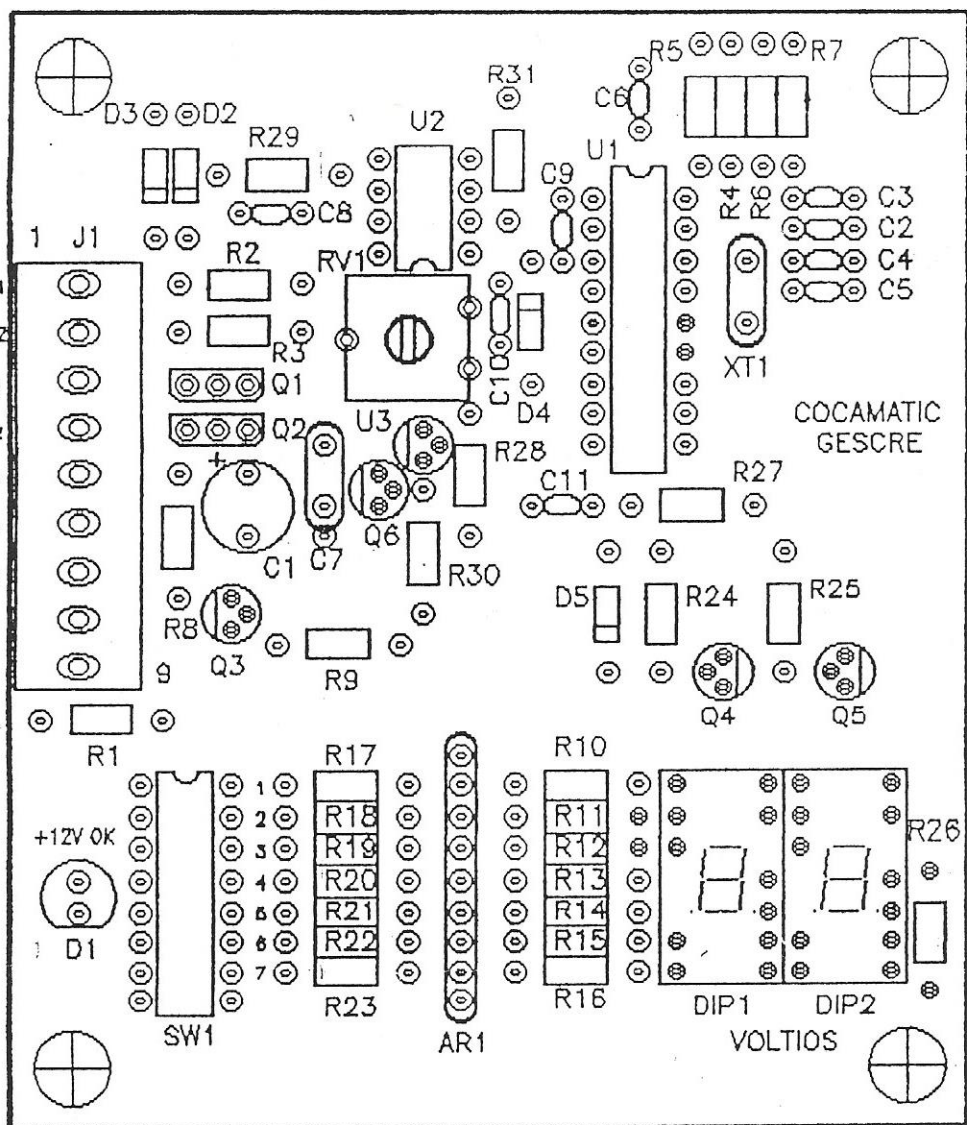 R5 R7
R31
D3 D2
C6
R29
U2
U1
C9
R4 R6
C3
C8
C2
1 J1
R2
RV1
C4
C5
R3
C10
XT1
Q1
D4
U3
COCAMATIC
GESCRE
Q2
+
R28
R27
C11
Q6
C1
C7
R30
D5
R24
R25
R8
Q3
9
R9
Q4
Q5
R1
R17
R10
1
2
R18
R11
+12V OK
3
R19
R12
R26
4
R20
R13
5
R21
R14
D1
6
R22
R15
7
R23
R16
DIP1
DIP2
SW1
AR1
VOLTIOS